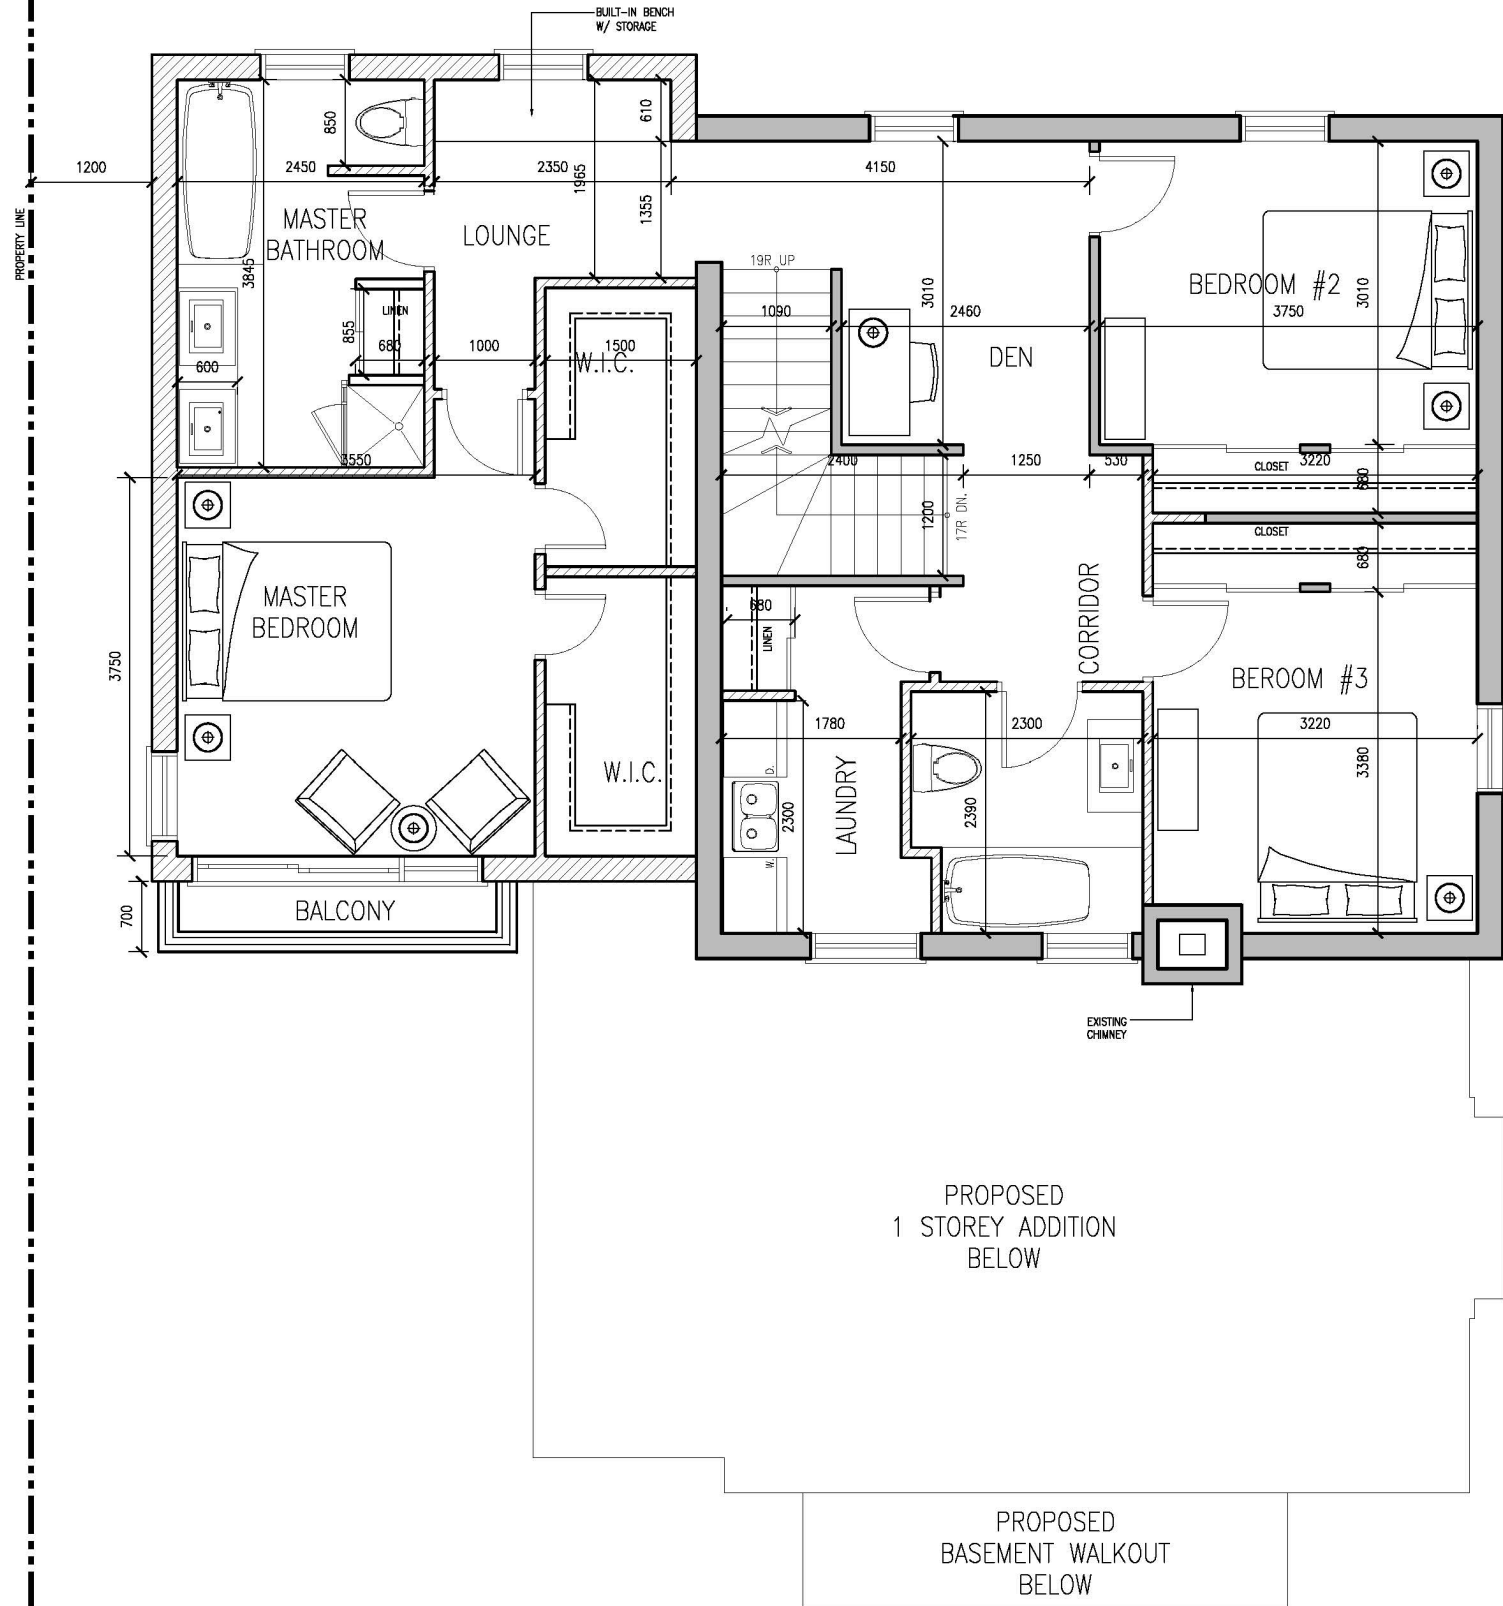 BUILT-IN BENCH
W/ STORAGE
610
850
1200
2450
2350
1965
4150
1355
PROPERTY LINE
MASTER
BATHROOM
LOUNGE
3845
19R UP
3010
BEDROOM #2
3010
LINEN
855
1090
2460
3750
680
1000
1500
600
W.I.C.
DEN
3550
2400
1250
530
CLOSET
3220
680
1200
17R DN.
CLOSET
680
MASTER
BEDROOM
680
LINEN
CORRIDOR
3750
BEROOM #3
1780
2300
3220
D.
W.I.C.
LAUNDRY
2300
2390
3380
W.
BALCONY
700
EXISTING
CHIMNEY
PROPOSED
1 STOREY ADDITION
BELOW
PROPOSED
BASEMENT WALKOUT
BELOW